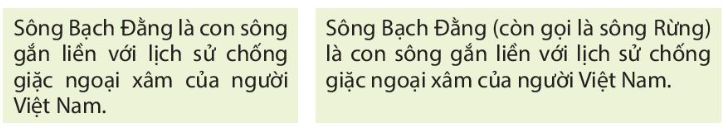 Sông Bạch Đằng là con sông
gắn liền với lịch sử chống
giặc ngoại xâm của người
Việt Nam.
Sông Bạch Đằng (còn gọi là sông Rừng)
là con sông gắn liền với lịch sử chống
giặc ngoại xâm của người Việt Nam.